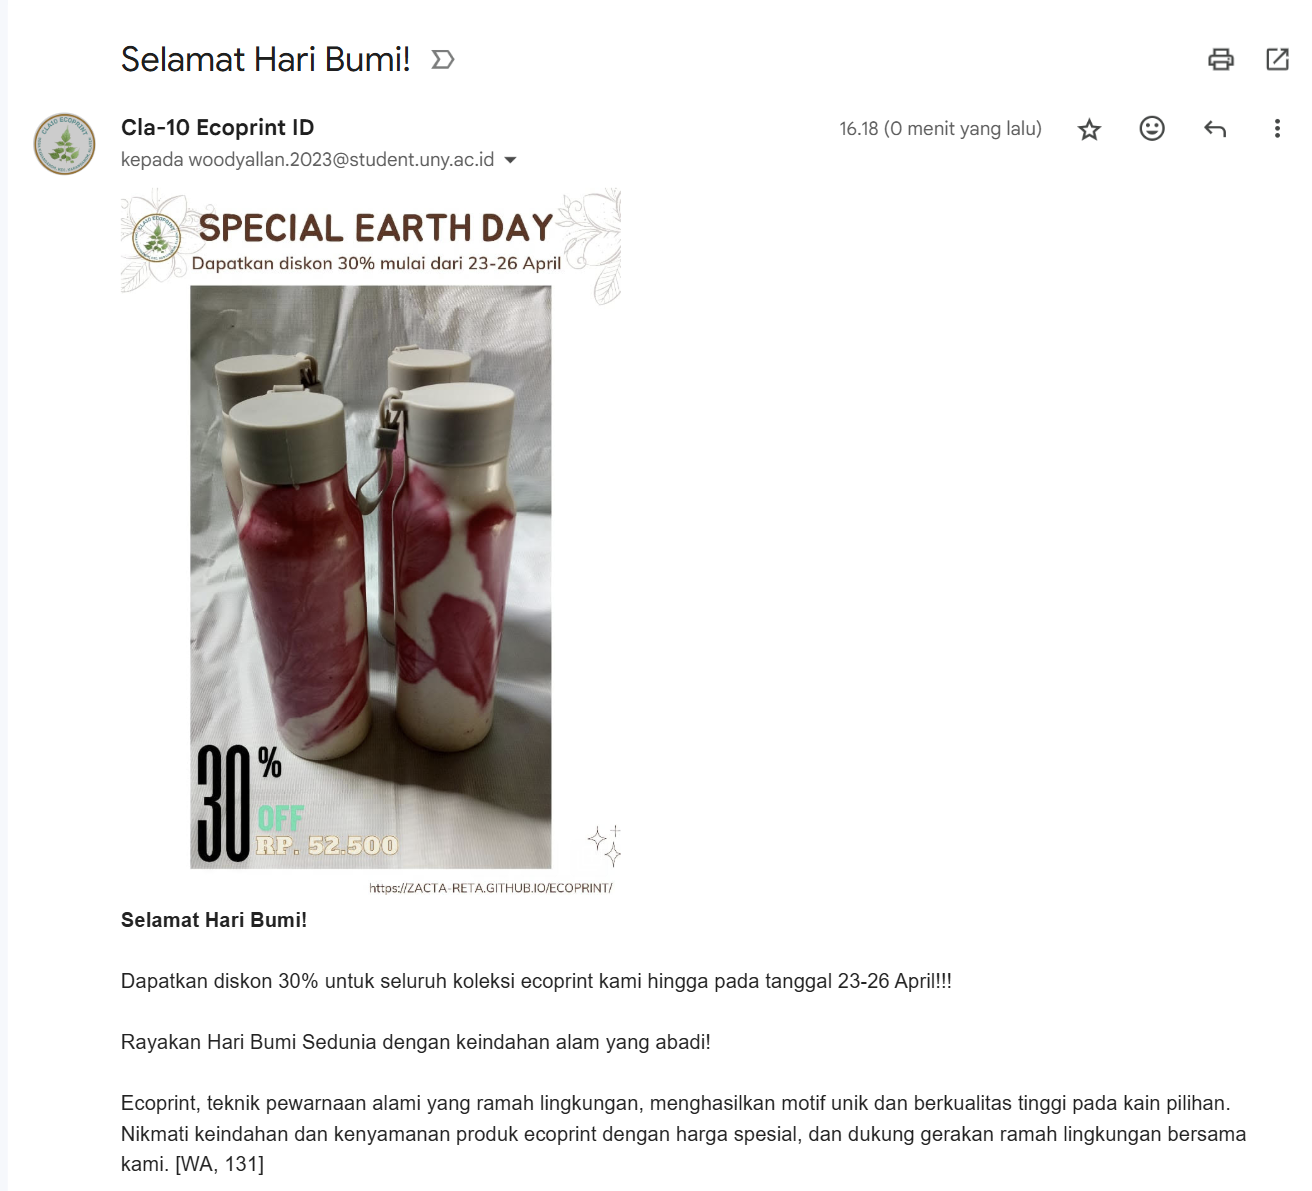 Selamat Hari Bumi!
Cla-10 Ecoprint ID
16.18 (0 menit yang lalu)
kepada woodyallan.2023@student.uny.ac.id
SPECIAL EARTH DAY
Dapatkan diskon 30% mulai dari 23-26 April
30%
OFF
RP. 52.500
https://ZACTA-RETA.GITHUB.IO/ECOPRINT/
Selamat Hari Bumi!
Dapatkan diskon 30% untuk seluruh koleksi ecoprint kami hingga pada tanggal 23-26 April!!!
Rayakan Hari Bumi Sedunia dengan keindahan alam yang abadi!
Ecoprint, teknik pewarnaan alami yang ramah lingkungan, menghasilkan motif unik dan berkualitas tinggi pada kain pilihan.
Nikmati keindahan dan kenyamanan produk ecoprint dengan harga spesial, dan dukung gerakan ramah lingkungan bersama
kami. [WA, 131]